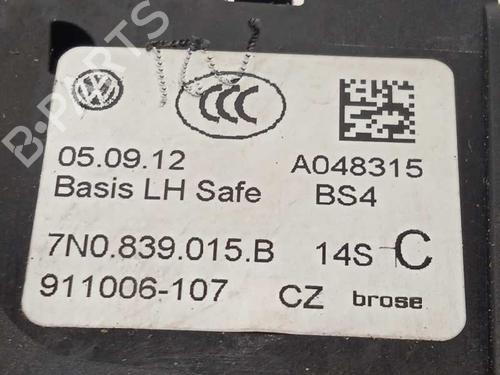 CCC
05.09.12 A048315
Basis LH Safe BS4
7N0.839.015.B 14S C
911006-107 CZ brose
B-PARTS